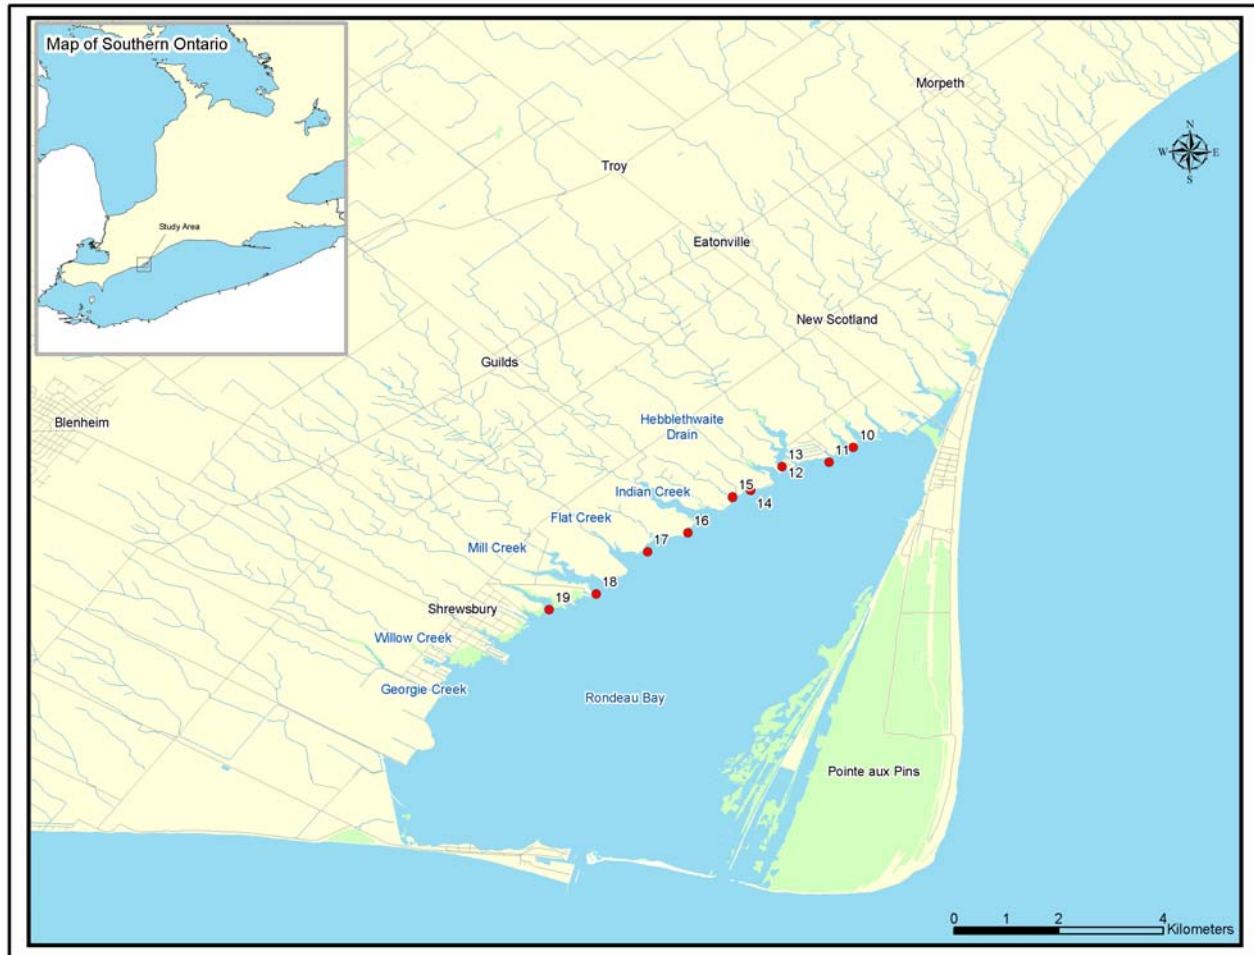 Map of Southern Ontario
Study Area
Morpeth
N
W E
S
Troy
Eatonville
New Scotland
Guilds
Blenheim
Hebblethwaite
Drain
10
11
13
12
15
14
Indian Creek
16
Flat Creek
17
Mill Creek
18
19
Shrewsbury
Willow Creek
Georgie Creek
Rondeau Bay
Pointe aux Pins
0 1 2 4
Kilometers